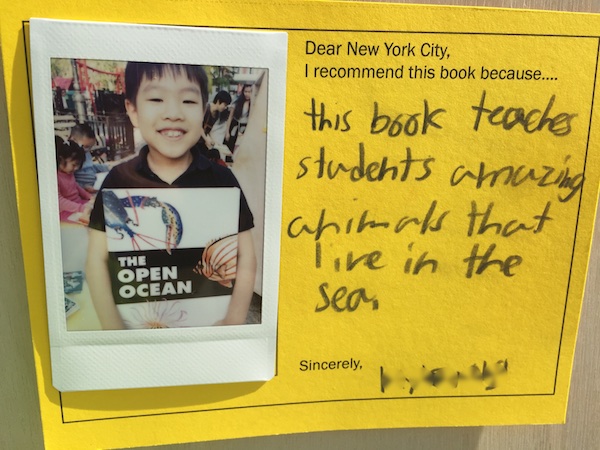 Dear New York City,
I recommend this book because....
this book teaches
students amazing
animals that
live in the
sea.
Sincerely,
THE
OPEN
OCEAN